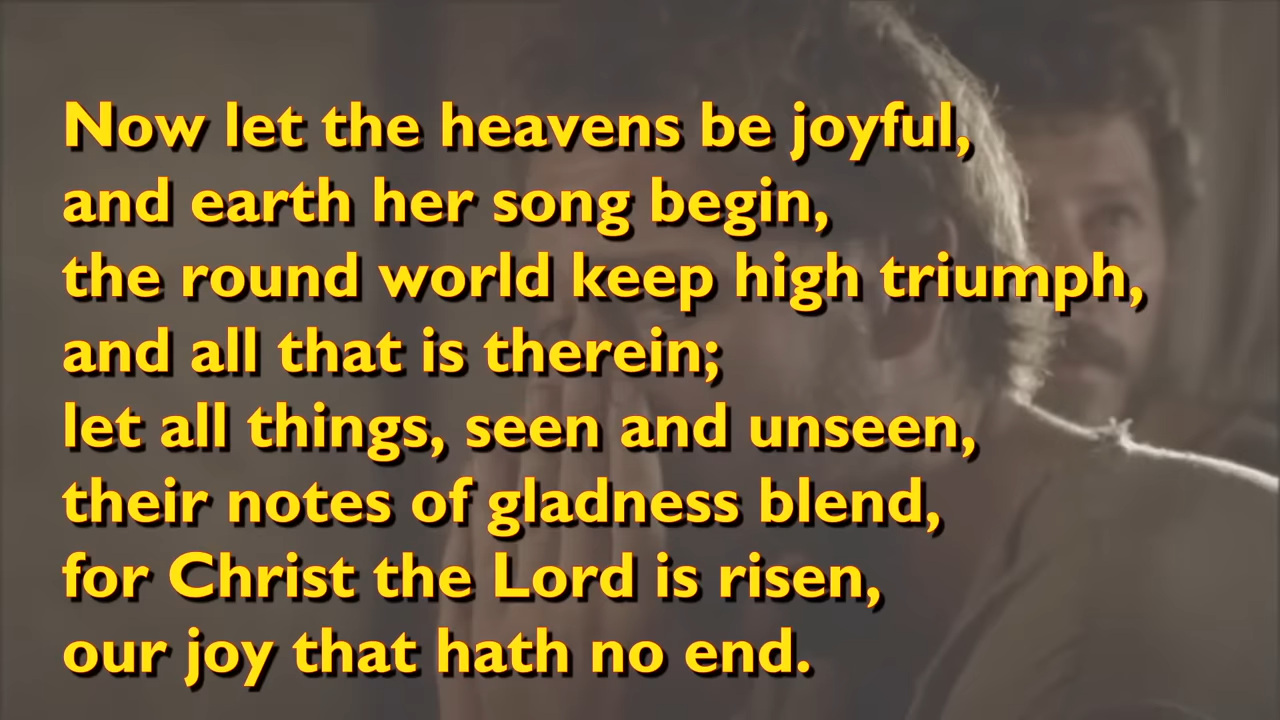 Now let the heavens be joyful,
and earth her song begin,
the round world keep high triumph,
and all that is therein;
let all things, seen and unseen,
their notes of gladness blend,
for Christ the Lord is risen,
our joy that hath no end.